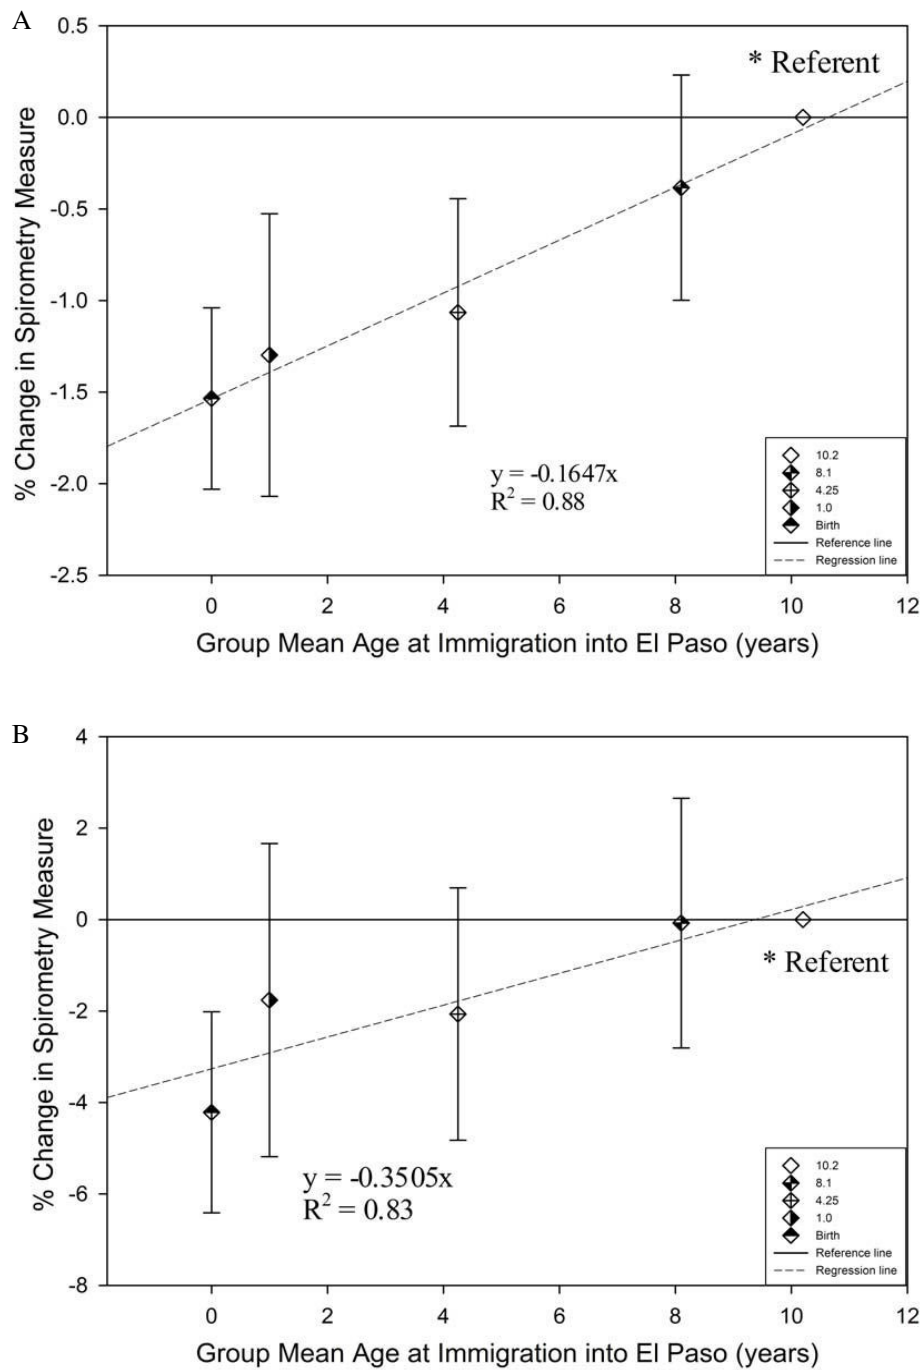 A
0.5
* Referent
0.0
-0.5
-1.0
-1.5
-2.0
-2.5
% Change in Spirometry Measure
y = -0.1647x
R² = 0.88
10.2
8.1
4.25
1.0
Birth
Reference line
Regression line
0 2 4 6 8 10 12
Group Mean Age at Immigration into El Paso (years)
B
4
2
0
-2
-4
-6
-8
% Change in Spirometry Measure
* Referent
y = -0.3505x
R² = 0.83
10.2
8.1
4.25
1.0
Birth
Reference line
Regression line
0 2 4 6 8 10 12
Group Mean Age at Immigration into El Paso (years)